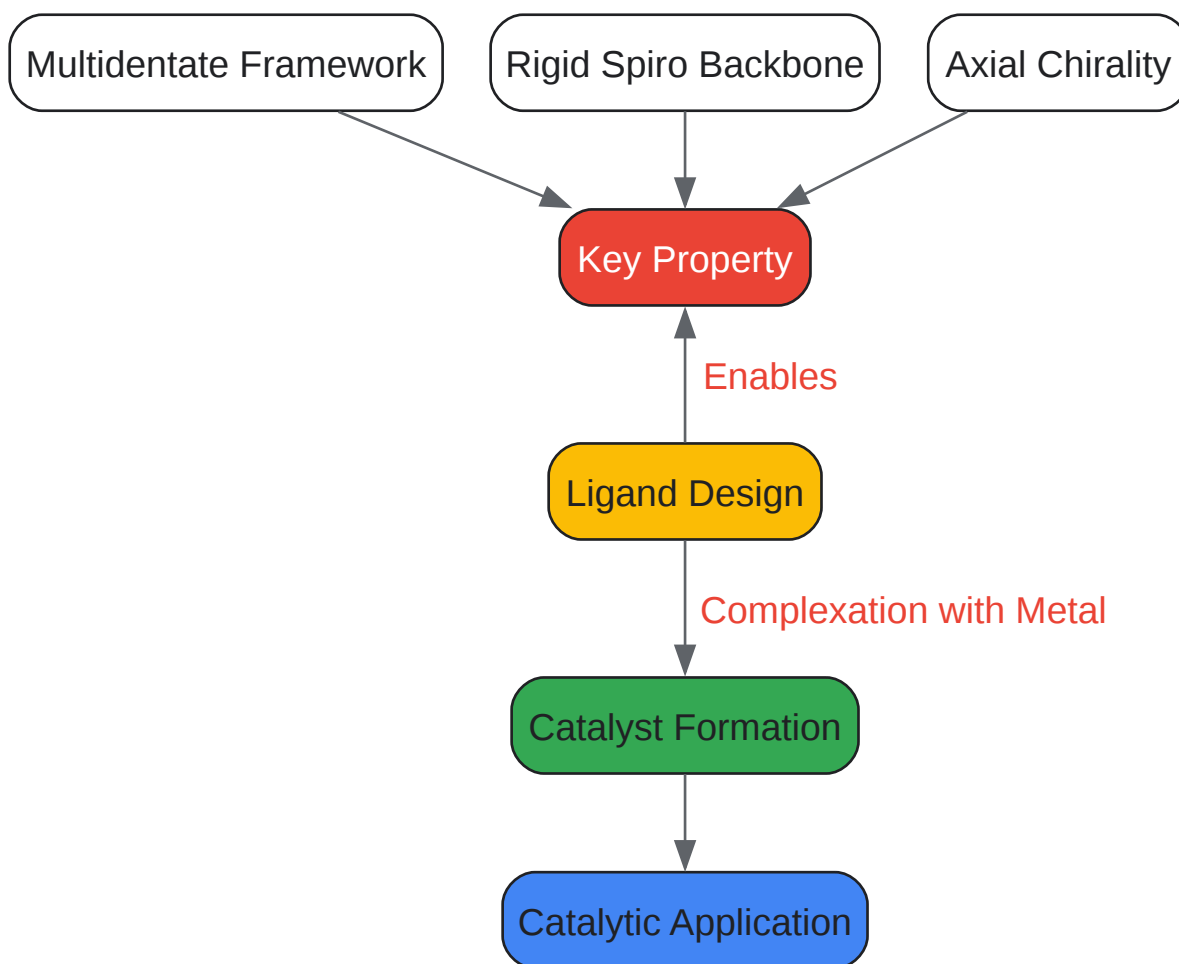 Multidentate Framework
Rigid Spiro Backbone
Axial Chirality
Key Property
Enables
Ligand Design
Complexation with Metal
Catalyst Formation
Catalytic Application